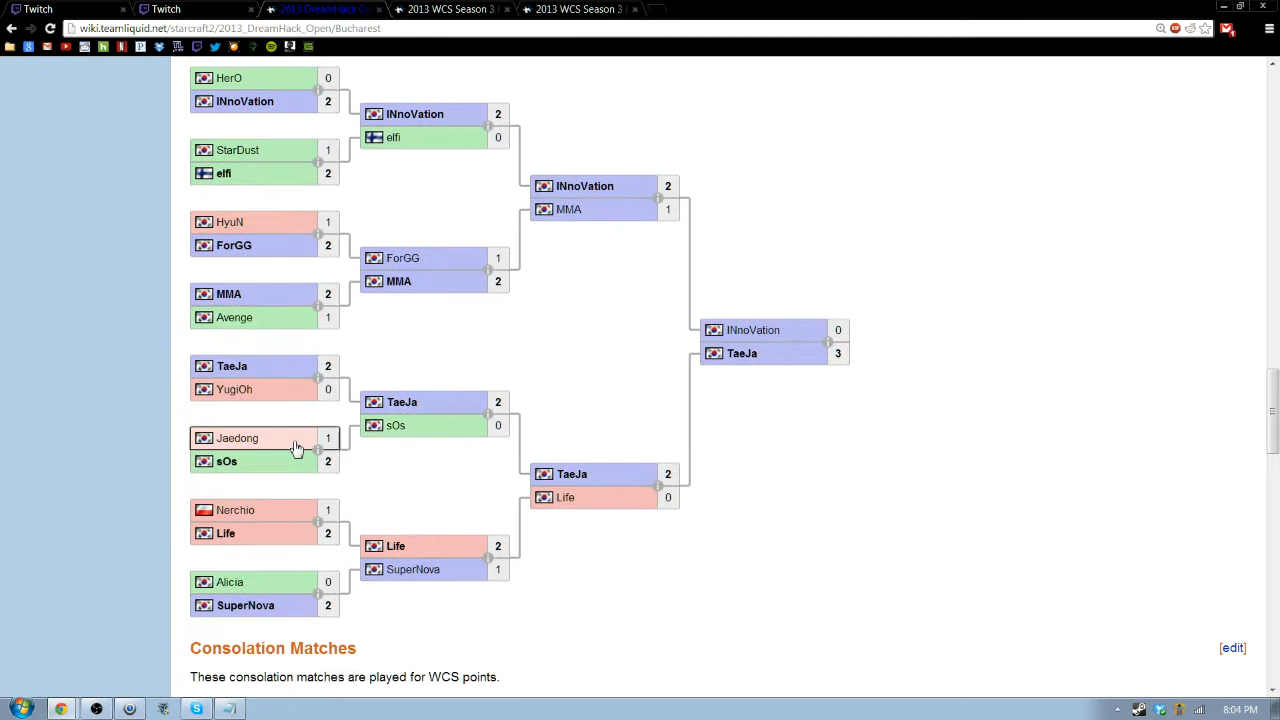 Twitch
Twitch
2013 DreamHack O
2013 WCS Season 3
2013 WCS Season 3
wiki.teamliquid.net/starcraft2/2013_DreamHack_Open/Bucharest
HerO 0
INnoVation 2
INnoVation 2
elfi 0
StarDust 1
elfi 2
INnoVation 2
MMA 1
HyuN 1
ForGG 2
ForGG 1
MMA 2
MMA 2
Avenge 1
INnoVation 0
TaeJa 3
TaeJa 2
YugiOh 0
TaeJa 2
sOs 0
Jaedong 1
sOs 2
TaeJa 2
Life 0
Nerchio 1
Life 2
Life 2
SuperNova 1
Alicia 0
SuperNova 2
Consolation Matches [edit]
These consolation matches are played for WCS points.
8:04 PM